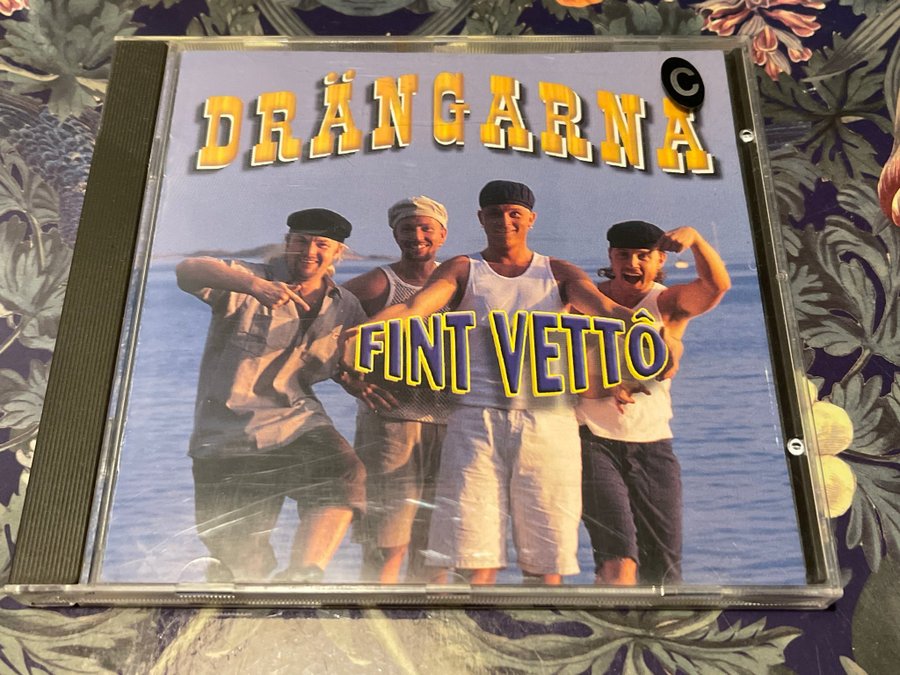 DRÄNGARNA
C
FINT VETTÔ